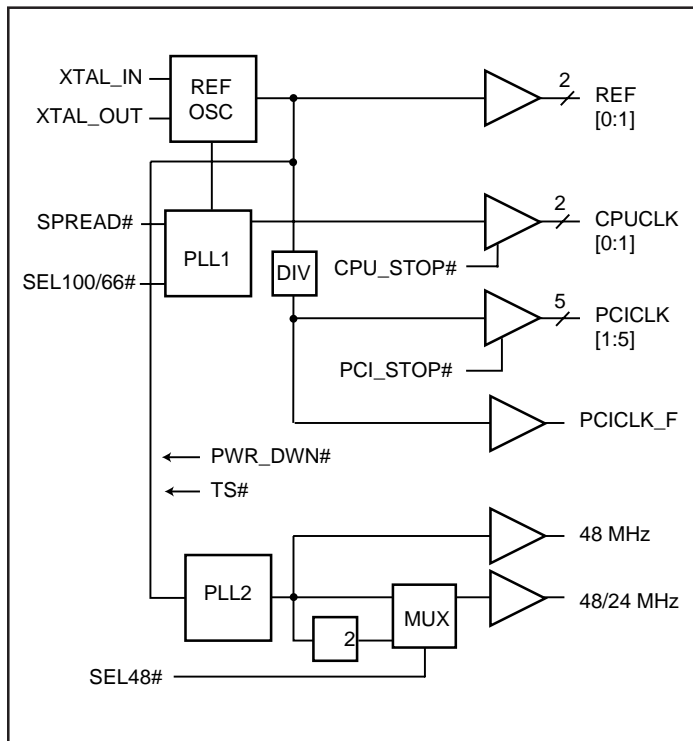 XTAL_IN
XTAL_OUT
REF
OSC
2
REF
[0:1]
SPREAD#
SEL100/66#
PLL1
2
CPUCLK
[0:1]
DIV
CPU_STOP#
5
PCICLK
[1:5]
PCI_STOP#
PCICLK_F
PWR_DWN#
TS#
48 MHz
PLL2
MUX
48/24 MHz
2
SEL48#